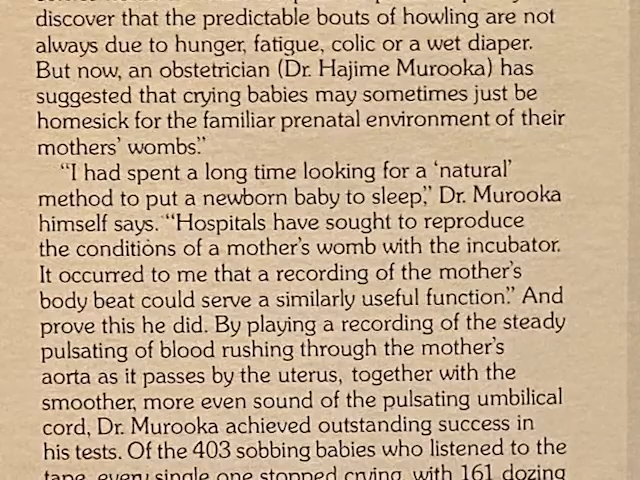 discover that the predictable bouts of howling are not
always due to hunger, fatigue, colic or a wet diaper.
But now, an obstetrician (Dr. Hajime Murooka) has
suggested that crying babies may sometimes just be
homesick for the familiar prenatal environment of their
mothers' wombs."
"I had spent a long time looking for a 'natural'
method to put a newborn baby to sleep," Dr. Murooka
himself says. "Hospitals have sought to reproduce
the conditions of a mother's womb with the incubator.
It occurred to me that a recording of the mother's
body beat could serve a similarly useful function." And
prove this he did. By playing a recording of the steady
pulsating of blood rushing through the mother's
aorta as it passes by the uterus, together with the
smoother, more even sound of the pulsating umbilical
cord, Dr. Murooka achieved outstanding success in
his tests. Of the 403 sobbing babies who listened to the
tape, every single one stopped crying, with 161 dozing